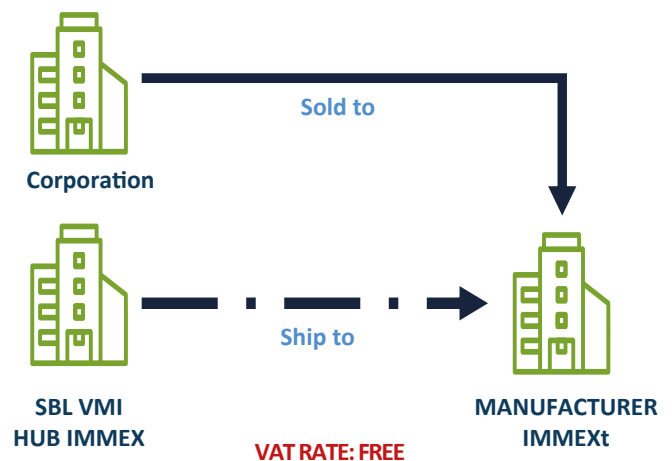 Sold to
Corporation
Ship to
SBL VMI
HUB IMMEX
MANUFACTURER
IMMEXt
VAT RATE: FREE